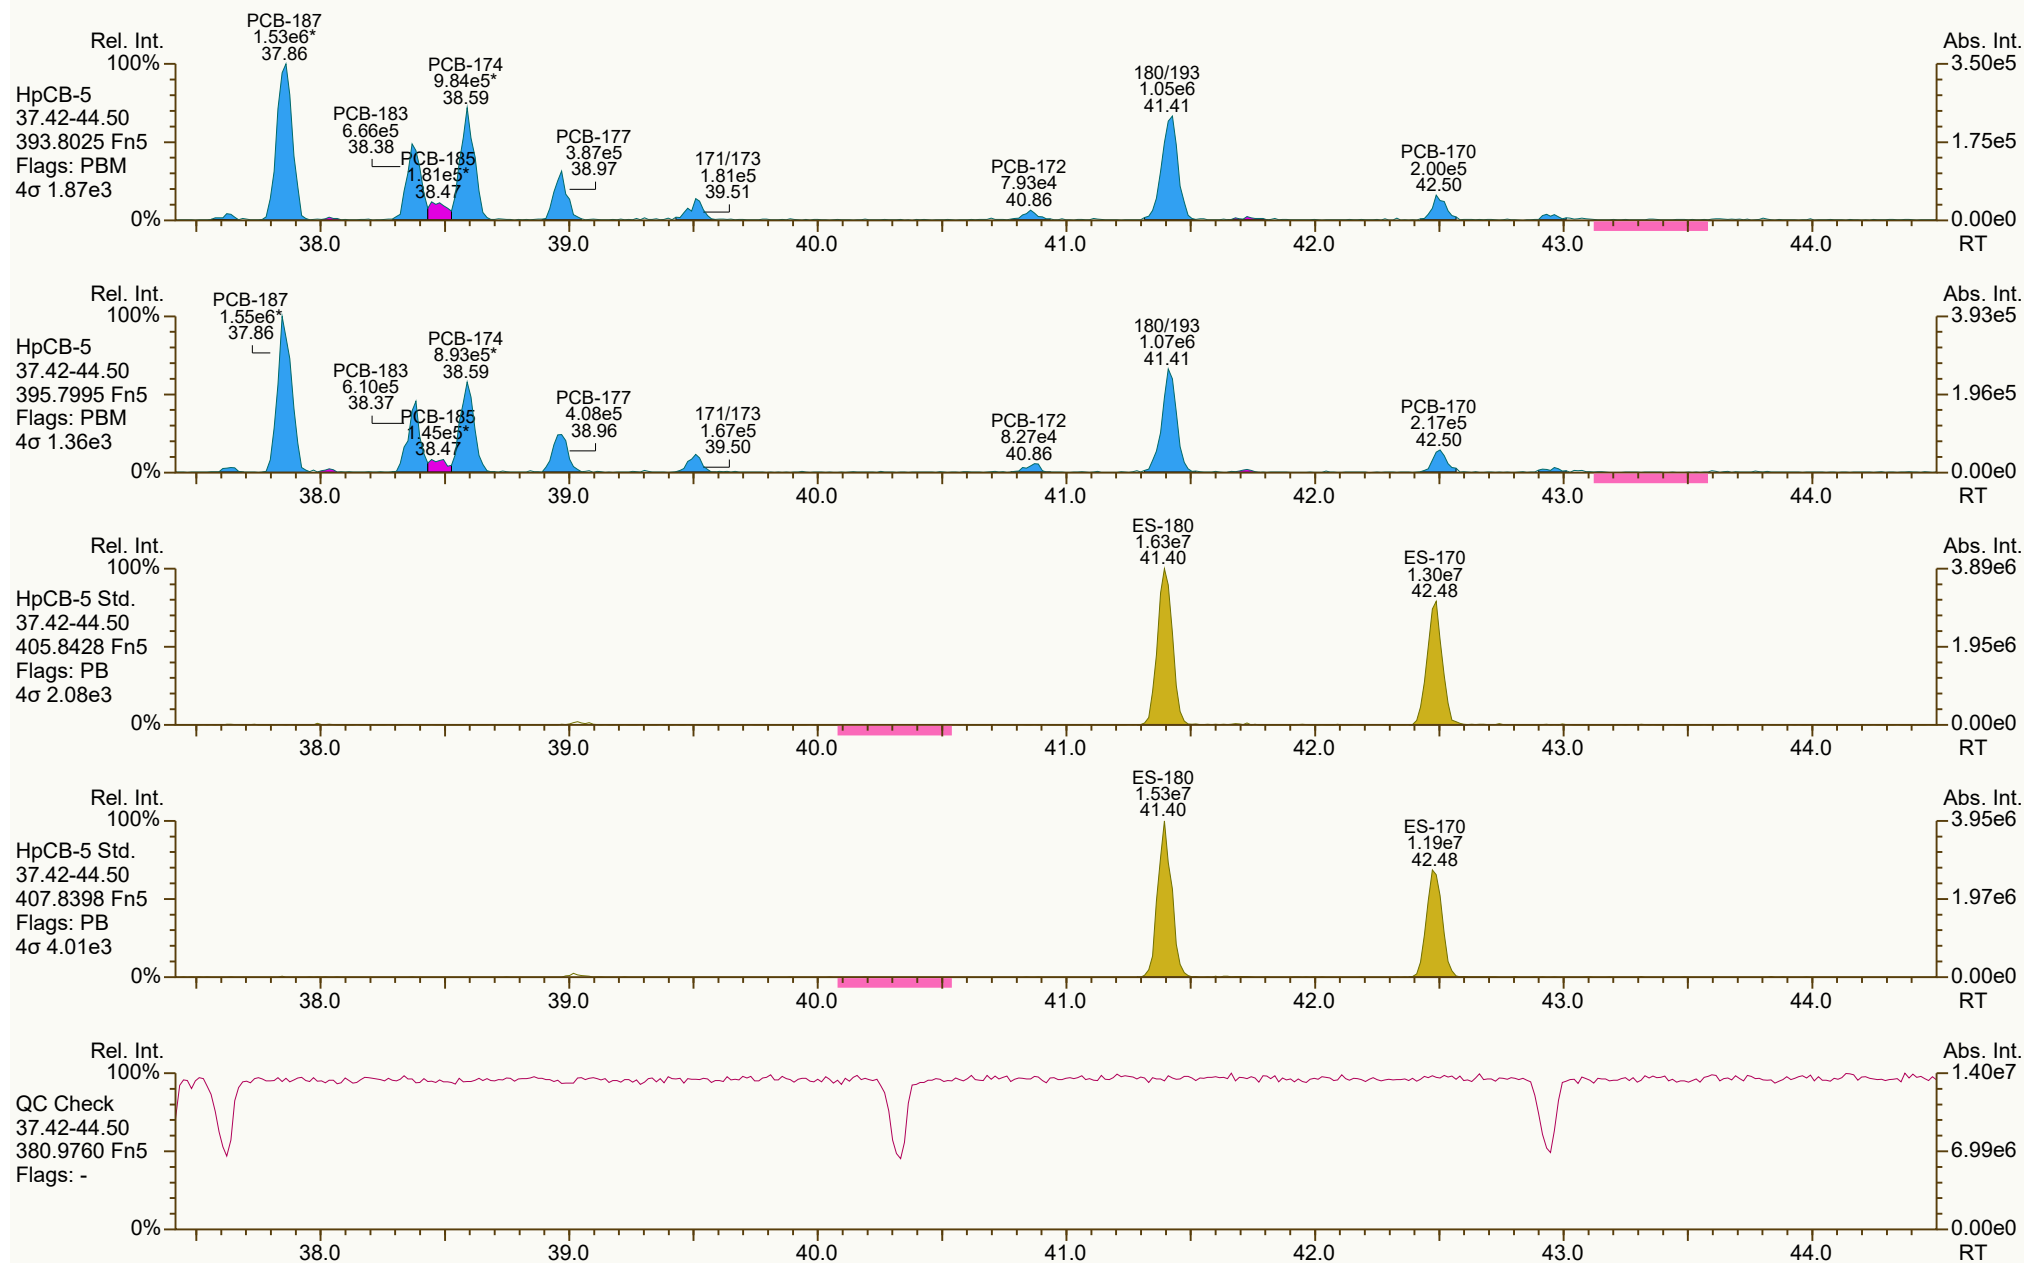 PCB-187
1.53e6*
37.86
Rel. Int.
Abs. Int.
100%
3.50e5
PCB-174
9.84e5*
38.59
180/193
1.05e6
41.41
HpCB-5
37.42-44.50
393.8025 Fn5
Flags: PBM
4σ 1.87e3
PCB-183
6.66e5
38.38
PCB-185
1.81e5*
38.47
PCB-177
3.87e5
38.97
171/173
1.81e5
39.51
PCB-172
7.93e4
40.86
PCB-170
2.00e5
42.50
1.75e5
0%
0.00e0
38.0 39.0 40.0 41.0 42.0 43.0 44.0 RT
Rel. Int.
Abs. Int.
100%
3.93e5
PCB-187
1.55e6*
37.86
PCB-174
8.93e5*
38.59
180/193
1.07e6
41.41
HpCB-5
37.42-44.50
395.7995 Fn5
Flags: PBM
4σ 1.36e3
PCB-183
6.10e5
38.37
PCB-185
1.45e5*
38.47
PCB-177
4.08e5
38.96
171/173
1.67e5
39.50
PCB-172
8.27e4
40.86
PCB-170
2.17e5
42.50
1.96e5
0%
0.00e0
38.0 39.0 40.0 41.0 42.0 43.0 44.0 RT
Rel. Int.
Abs. Int.
100%
3.89e6
ES-180
1.63e7
41.40
ES-170
1.30e7
42.48
HpCB-5 Std.
37.42-44.50
405.8428 Fn5
Flags: PB
4σ 2.08e3
1.95e6
0%
0.00e0
38.0 39.0 40.0 41.0 42.0 43.0 44.0 RT
Rel. Int.
Abs. Int.
100%
3.95e6
ES-180
1.53e7
41.40
ES-170
1.19e7
42.48
HpCB-5 Std.
37.42-44.50
407.8398 Fn5
Flags: PB
4σ 4.01e3
1.97e6
0%
0.00e0
38.0 39.0 40.0 41.0 42.0 43.0 44.0 RT
Rel. Int.
Abs. Int.
100%
1.40e7
QC Check
37.42-44.50
380.9760 Fn5
Flags: -
6.99e6
0%
0.00e0
38.0 39.0 40.0 41.0 42.0 43.0 44.0 RT